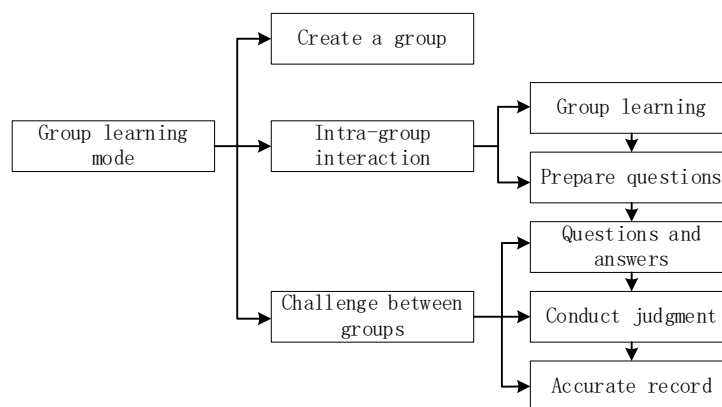 Create a group
Group learning
mode
Intra-group
interaction
Group learning
Prepare questions
Questions and
answers
Challenge between
groups
Conduct judgment
Accurate record